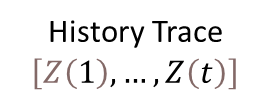 History Trace
[Z(1), ..., Z(t)]